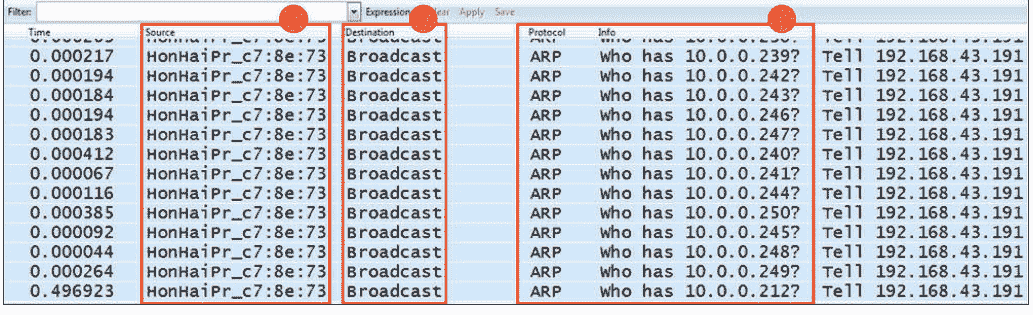 Filter: Expression Clear Apply Save
Time Source Destination Protocol Info
0.000217 HonHaiPr_c7:8e:73 Broadcast ARP Who has 10.0.0.239? Tell 192.168.43.191
0.000194 HonHaiPr_c7:8e:73 Broadcast ARP Who has 10.0.0.242? Tell 192.168.43.191
0.000184 HonHaiPr_c7:8e:73 Broadcast ARP Who has 10.0.0.243? Tell 192.168.43.191
0.000194 HonHaiPr_c7:8e:73 Broadcast ARP Who has 10.0.0.246? Tell 192.168.43.191
0.000183 HonHaiPr_c7:8e:73 Broadcast ARP Who has 10.0.0.247? Tell 192.168.43.191
0.000412 HonHaiPr_c7:8e:73 Broadcast ARP Who has 10.0.0.240? Tell 192.168.43.191
0.000067 HonHaiPr_c7:8e:73 Broadcast ARP Who has 10.0.0.241? Tell 192.168.43.191
0.000116 HonHaiPr_c7:8e:73 Broadcast ARP Who has 10.0.0.244? Tell 192.168.43.191
0.000385 HonHaiPr_c7:8e:73 Broadcast ARP Who has 10.0.0.250? Tell 192.168.43.191
0.000092 HonHaiPr_c7:8e:73 Broadcast ARP Who has 10.0.0.245? Tell 192.168.43.191
0.000044 HonHaiPr_c7:8e:73 Broadcast ARP Who has 10.0.0.248? Tell 192.168.43.191
0.000264 HonHaiPr_c7:8e:73 Broadcast ARP Who has 10.0.0.249? Tell 192.168.43.191
0.496923 HonHaiPr_c7:8e:73 Broadcast ARP Who has 10.0.0.212? Tell 192.168.43.191